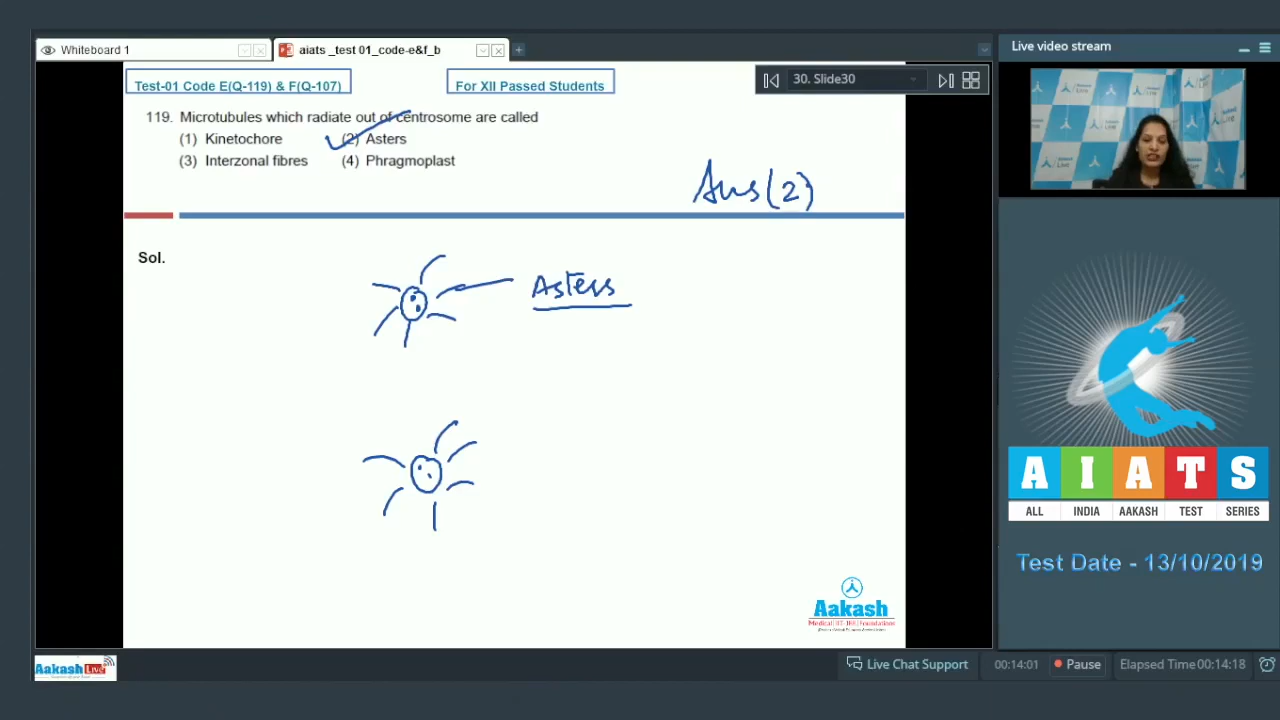 Whiteboard 1
aiats _test 01_code-e&f_b
Live video stream
Test-01 Code E(Q-119) & F(Q-107)
For XII Passed Students
30. Slide30
119. Microtubules which radiate out of centrosome are called
(1) Kinetochore (2) Asters
(3) Interzonal fibres (4) Phragmoplast
Ans (2)
Sol.
Asters
A I A T S
ALL INDIA AAKASH TEST SERIES
Test Date - 13/10/2019
Aakash
Medical|IIT-JEE|Foundations
Aakash Live
Live Chat Support
00:14:01
Pause
Elapsed Time 00:14:18